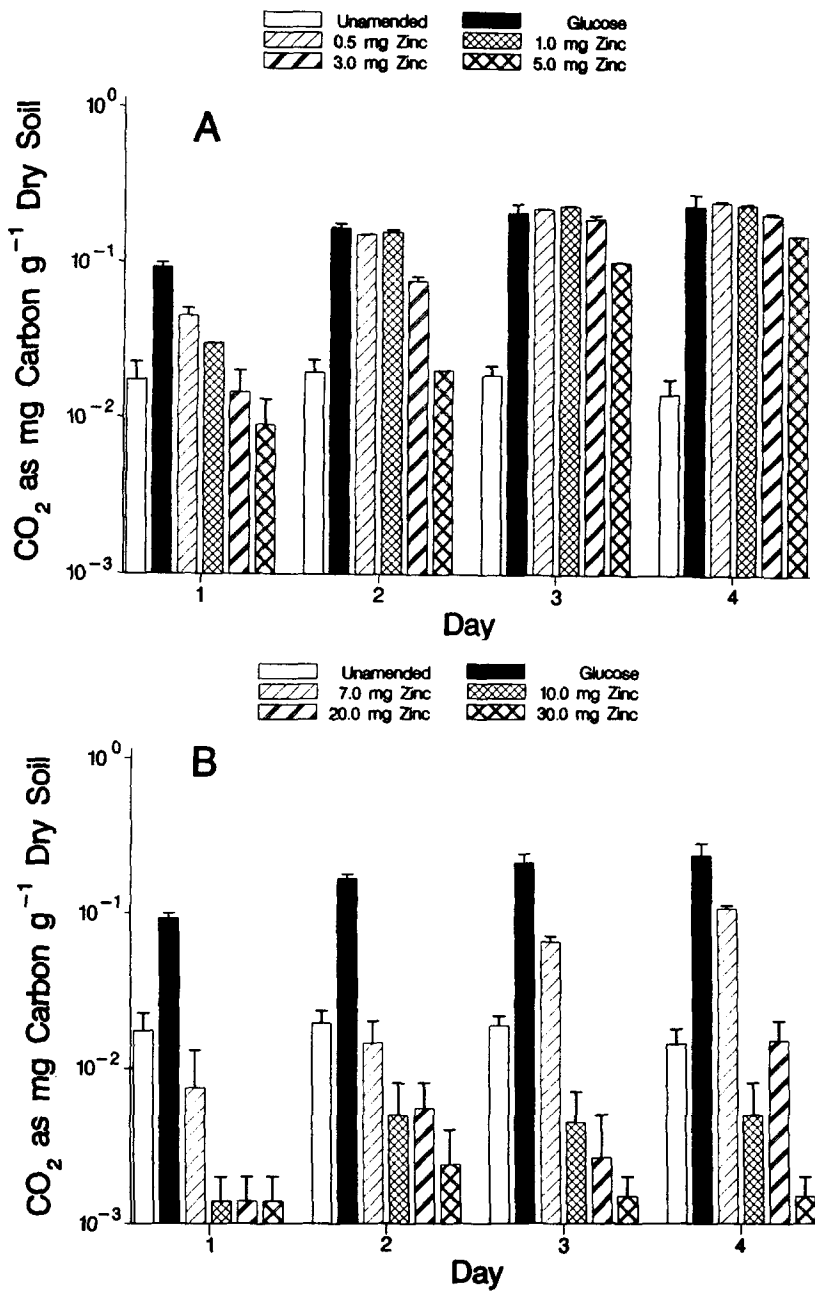 Unamended Glucose
0.5 mg Zinc 1.0 mg Zinc
3.0 mg Zinc 5.0 mg Zinc
A
CO₂ as mg Carbon g⁻¹ Dry Soil
10⁰
10⁻¹
10⁻²
10⁻³
1 2 3 4
Day
Unamended Glucose
7.0 mg Zinc 10.0 mg Zinc
20.0 mg Zinc 30.0 mg Zinc
B
CO₂ as mg Carbon g⁻¹ Dry Soil
10⁰
10⁻¹
10⁻²
10⁻³
1 2 3 4
Day